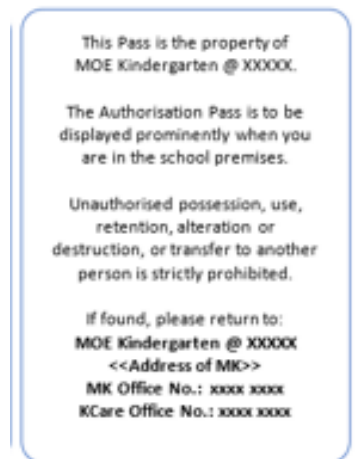 This Pass is the property of
MOE Kindergarten @ XXXXX.
The Authorisation Pass is to be
displayed prominently when you
are in the school premises.
Unauthorised possession, use,
retention, alteration or
destruction, or transfer to another
person is strictly prohibited.
If found, please return to:
MOE Kindergarten @ XXXXX
<<Address of MK>>
MK Office No.: xxxx xxxx
KCare Office No.: xxxx xxxx